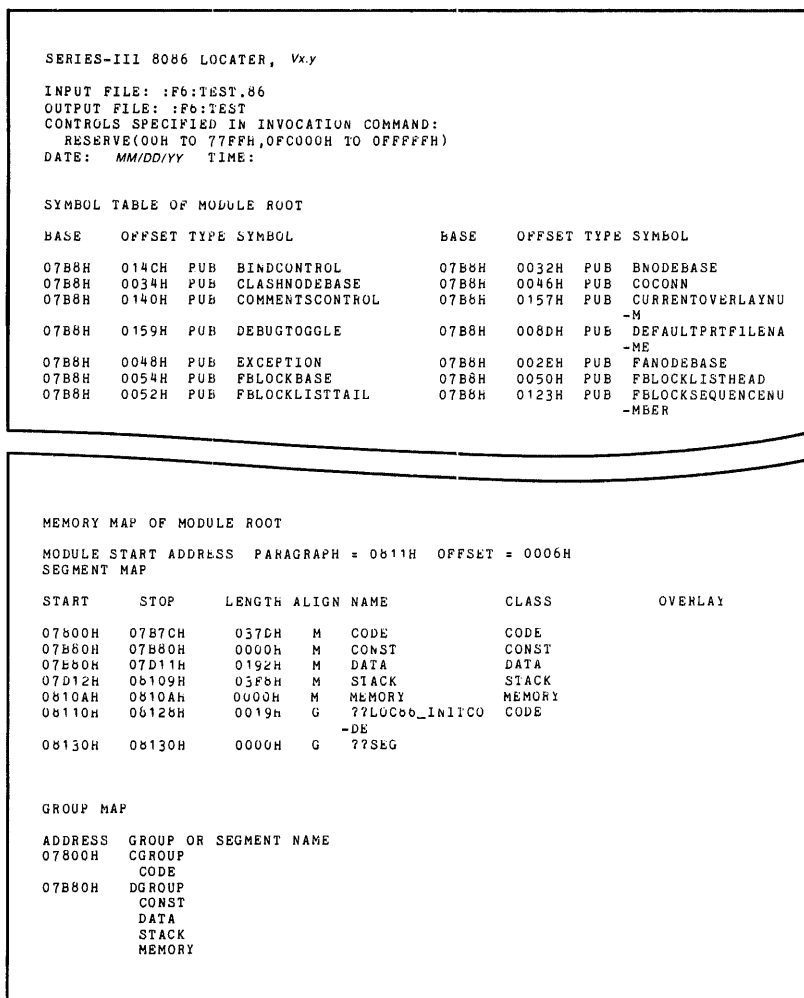 SERIES-III 8086 LOCATER, Vx.y
INPUT FILE: :F6:TEST.86
OUTPUT FILE: :F6:TEST
CONTROLS SPECIFIED IN INVOCATION COMMAND:
RESERVE(00H TO 77FFH,0FC000H TO 0FFFFFH)
DATE: MM/DD/YY TIME:
SYMBOL TABLE OF MODULE ROOT
BASE OFFSET TYPE SYMBOL BASE OFFSET TYPE SYMBOL
07B8H 014CH PUB BINDCONTROL 07B8H 0032H PUB BNODEBASE
07B8H 0034H PUB CLASHNODEBASE 07B8H 0046H PUB COCONN
07B8H 0140H PUB COMMENTSCONTROL 07B8H 0157H PUB CURRENTOVERLAYNU
-M
07B8H 0159H PUB DEBUGTOGGLE 07B8H 008DH PUB DEFAULTPRTFILENA
-ME
07B8H 0048H PUB EXCEPTION 07B8H 002EH PUB FANODEBASE
07B8H 0054H PUB FBLOCKBASE 07B8H 0050H PUB FBLOCKLISTHEAD
07B8H 0052H PUB FBLOCKLISTTAIL 07B8H 0123H PUB FBLOCKSEQUENCENU
-MBER
MEMORY MAP OF MODULE ROOT
MODULE START ADDRESS PARAGRAPH = 0811H OFFSET = 0006H
SEGMENT MAP
START STOP LENGTH ALIGN NAME CLASS OVERLAY
07800H 07B7CH 037DH M CODE CODE
07B80H 07B80H 0000H M CONST CONST
07B80H 07D11H 0192H M DATA DATA
07D12H 08109H 03F8H M STACK STACK
0810AH 0810AH 0000H M MEMORY MEMORY
08110H 08128H 0019H G ??LOC86_INITCO CODE
-DE
08130H 08130H 0000H G ??SEG
GROUP MAP
ADDRESS GROUP OR SEGMENT NAME
07800H CGROUP
CODE
07B80H DGROUP
CONST
DATA
STACK
MEMORY